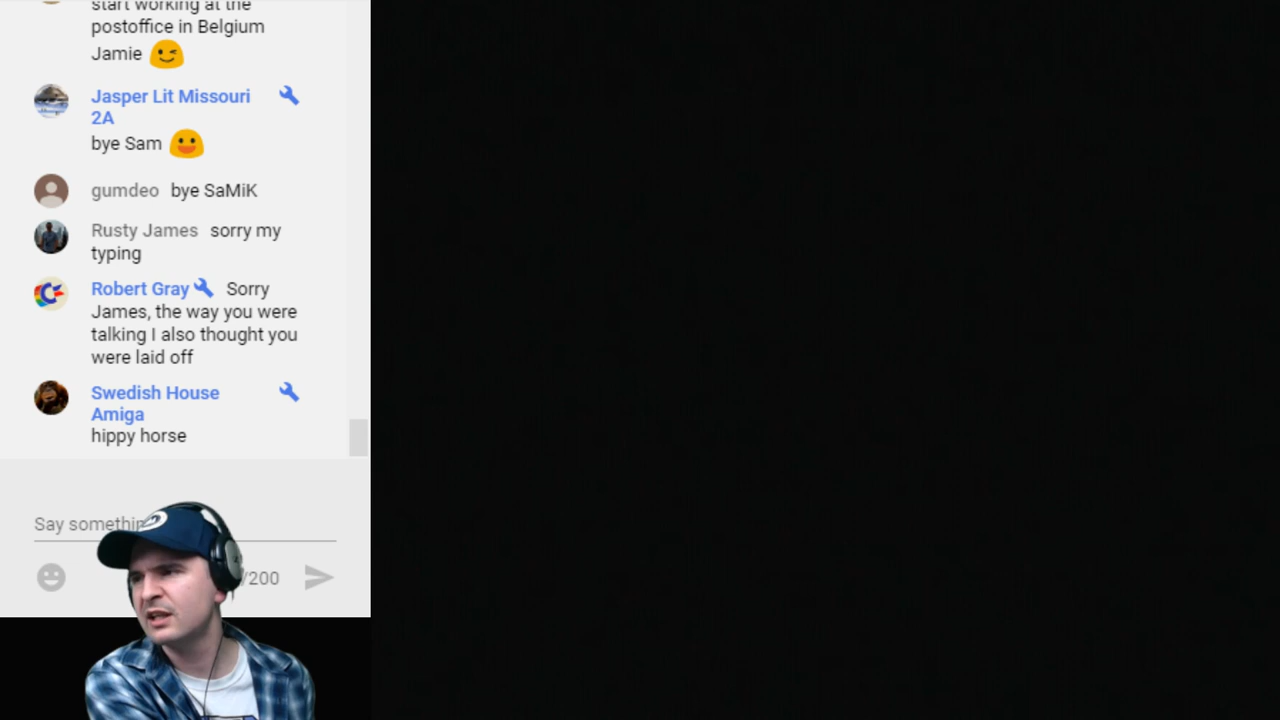 start working at the
postoffice in Belgium
Jamie
Jasper Lit Missouri
2A
bye Sam
gumdeo bye SaMiK
Rusty James sorry my
typing
Robert Gray Sorry
James, the way you were
talking I also thought you
were laid off
Swedish House
Amiga
hippy horse
Say somethin
/200